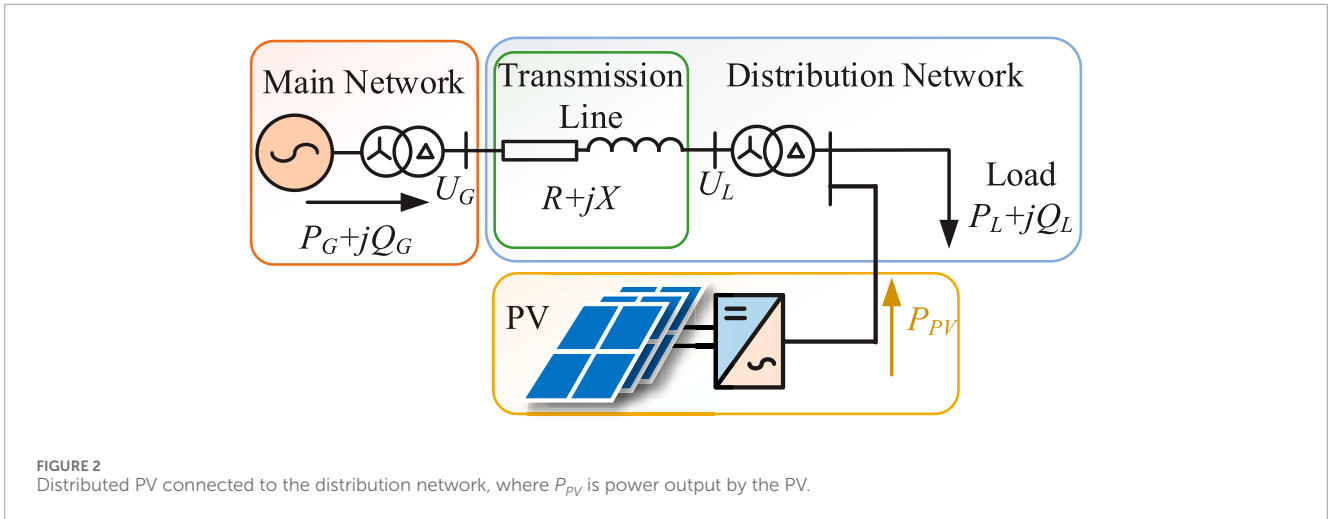 Main Network
Transmission
Line
Distribution Network
U_G
P_G+jQ_G
R+jX
U_L
Load
P_L+jQ_L
PV
P_PV
FIGURE 2
Distributed PV connected to the distribution network, where P_PV is power output by the PV.